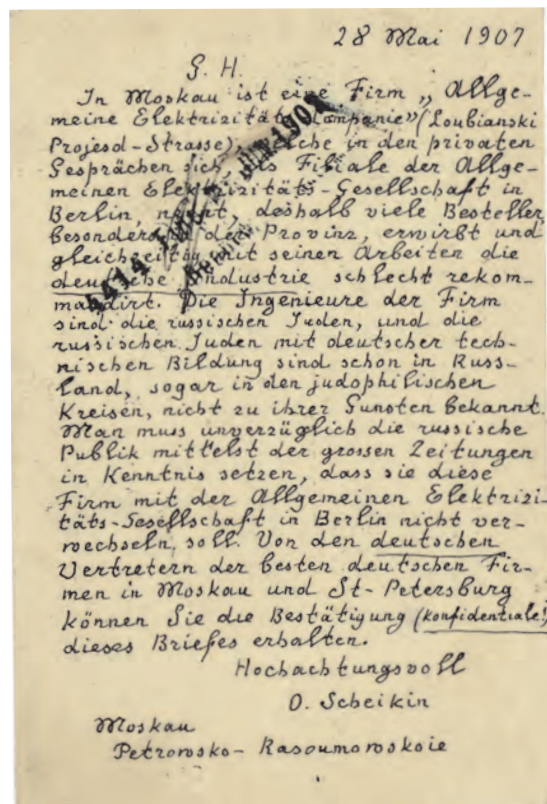 28 Mai 1907
G. H.
In Moskau ist eine Firm „Allge-
meine Elektrizitäts Compagnie" (Loubianski
Projesd-Strasse), welche in den privaten
Gesprächen sich, als Filiale der Allge-
meinen Elektrizitäts-Gesellschaft in
Berlin, nennt, deshalb viele Besteller,
besonders in der Provinz, erwirbt und
gleichzeitig mit seinen Arbeiten die
deutsche Industrie schlecht rekom-
mandirt. Die Ingenieure der Firm
sind die russischen Juden, und die
russischen Juden mit deutscher tech-
nischen Bildung sind schon in Russ-
land, sogar in den judophilischen
Kreisen, nicht zu ihrer Gunsten bekannt.
Man muss unverzüglich die russische
Publik mittelst der grossen Zeitungen
in Kenntnis setzen, dass sie diese
Firm mit der Allgemeinen Elektrizi-
täts-Gesellschaft in Berlin nicht ver-
wechseln soll. Von den deutschen
Vertretern der besten deutschen Fir-
men in Moskau und St-Petersburg
können Sie die Bestätigung (konfidentiale!)
dieses Briefes erhalten.
Hochachtungsvoll
O. Scheikin
Moskau
Petrowsko-Rasoumowskoie